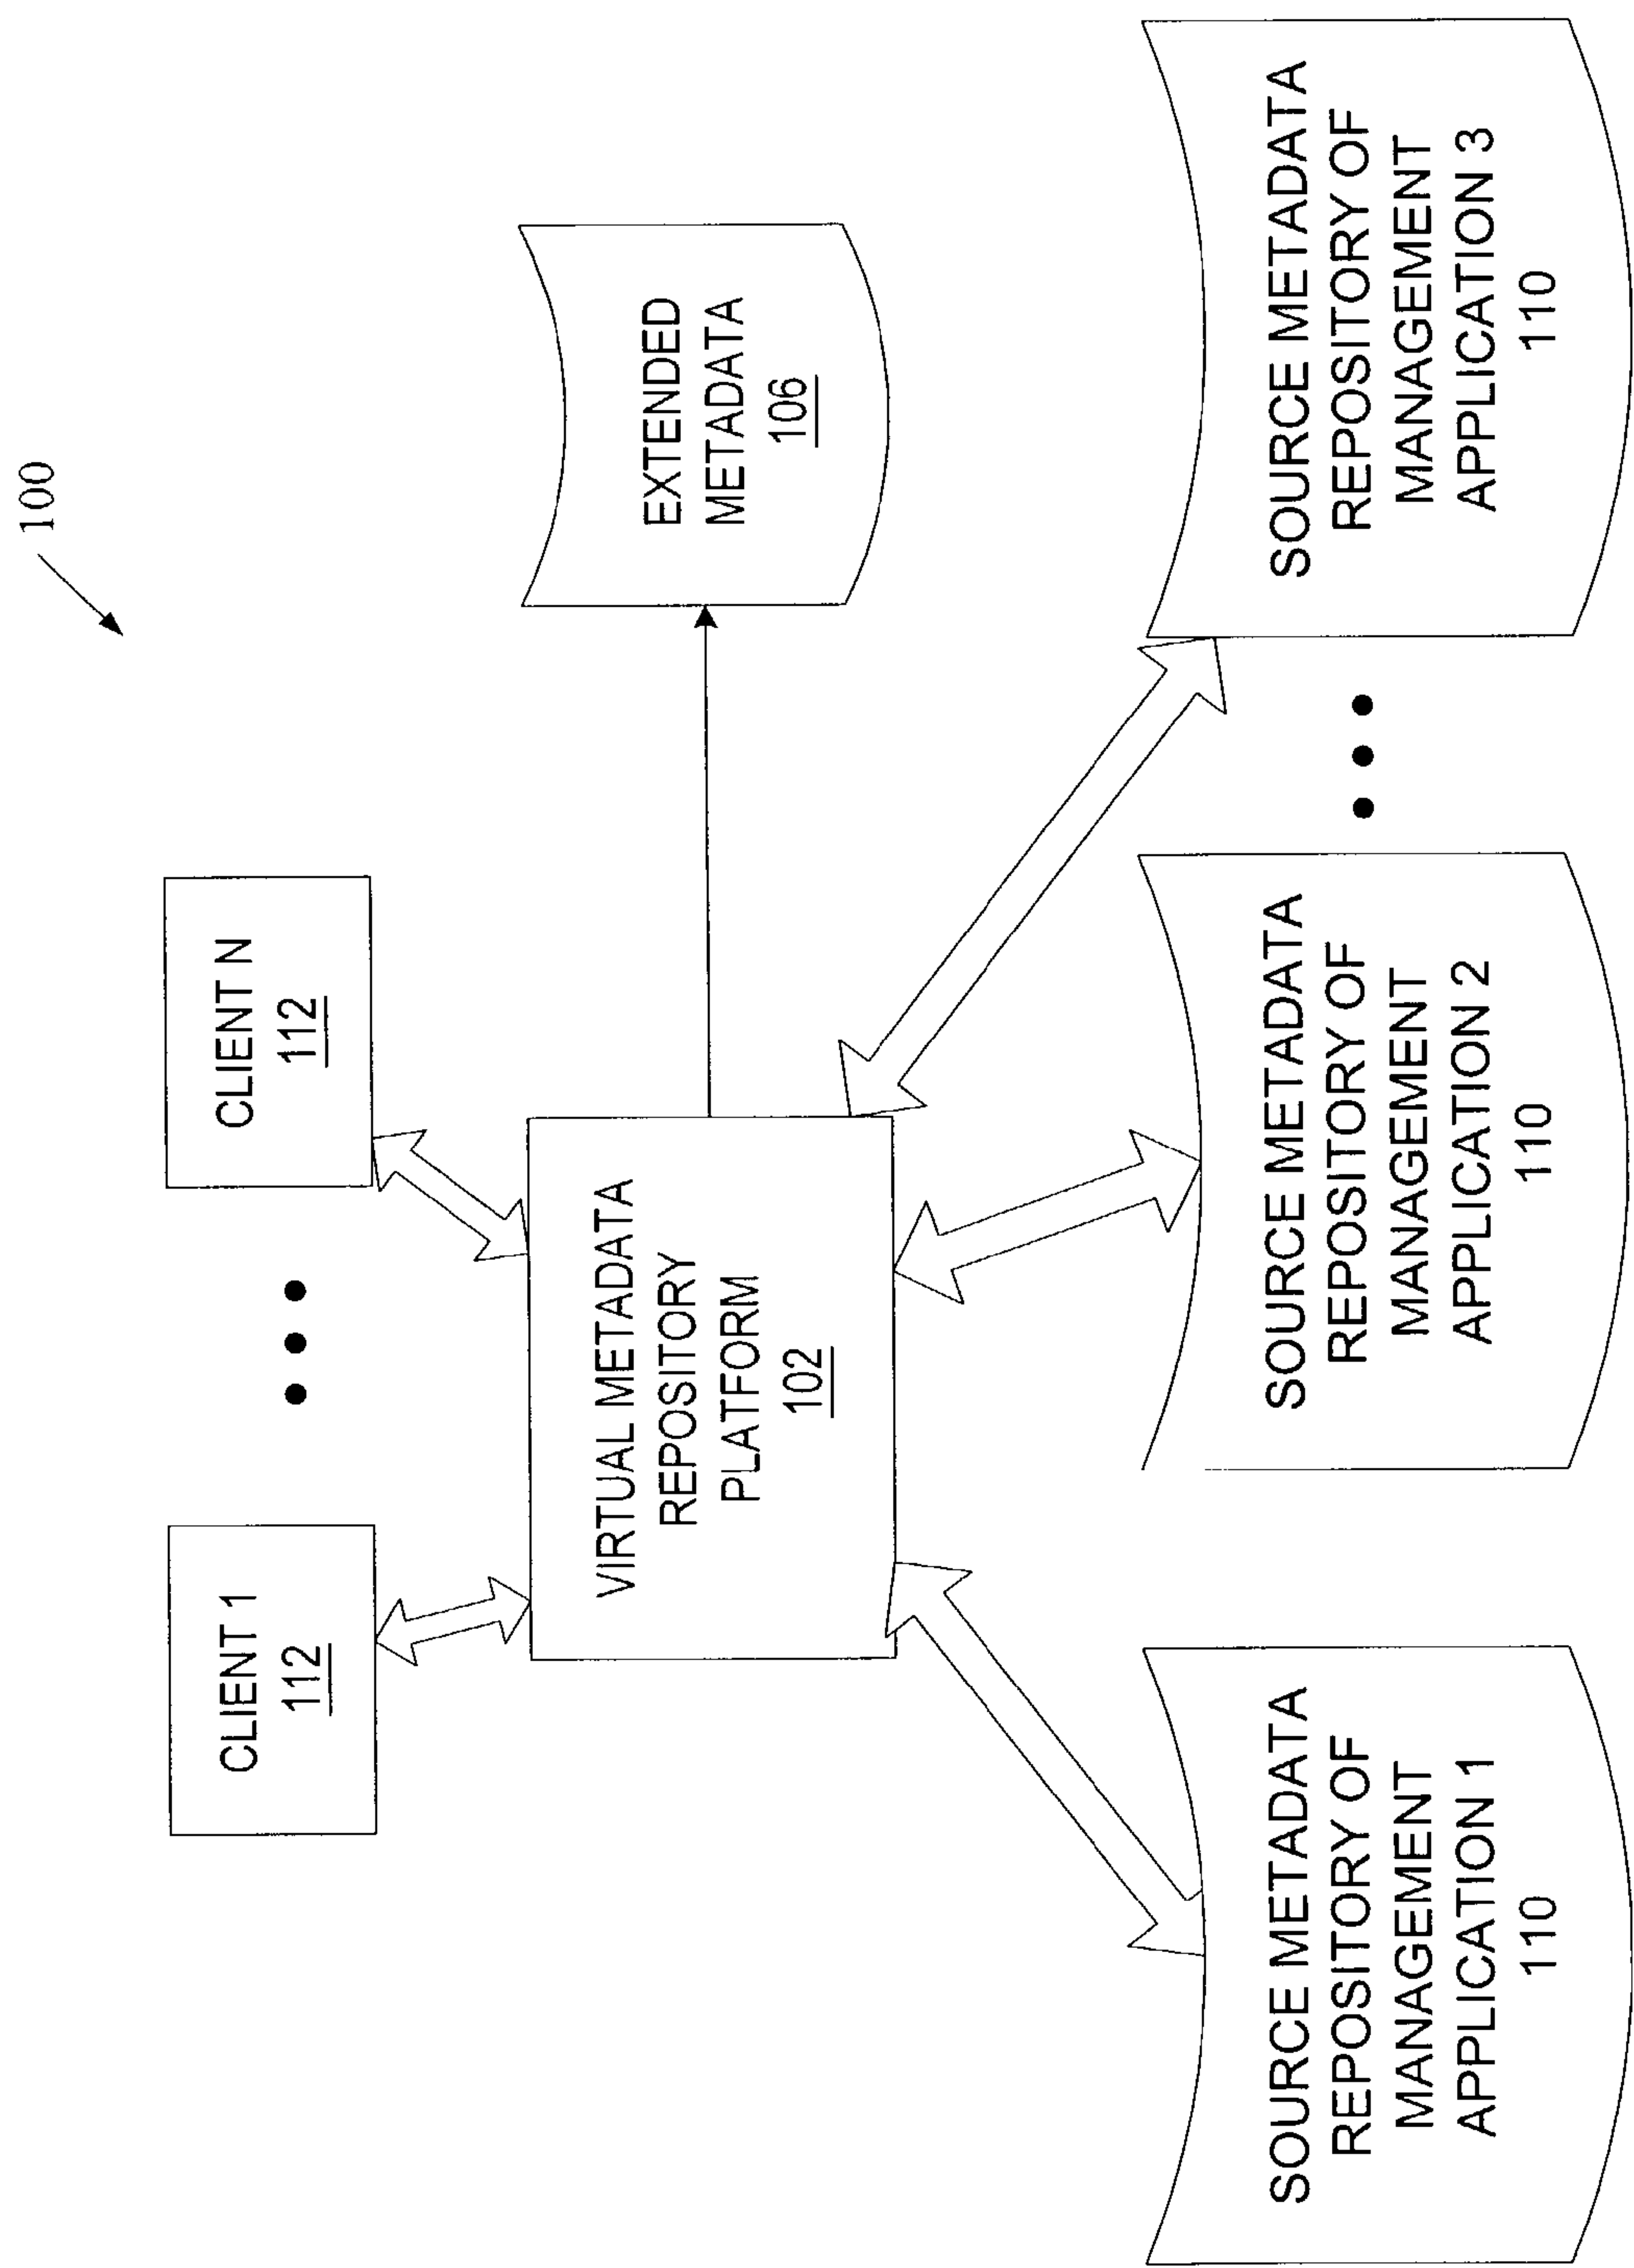 100
CLIENT 1
112
CLIENT N
112
VIRTUAL METADATA
REPOSITORY
PLATFORM
102
EXTENDED
METADATA
106
SOURCE METADATA
REPOSITORY OF
MANAGEMENT
APPLICATION 1
110
SOURCE METADATA
REPOSITORY OF
MANAGEMENT
APPLICATION 2
110
SOURCE METADATA
REPOSITORY OF
MANAGEMENT
APPLICATION 3
110